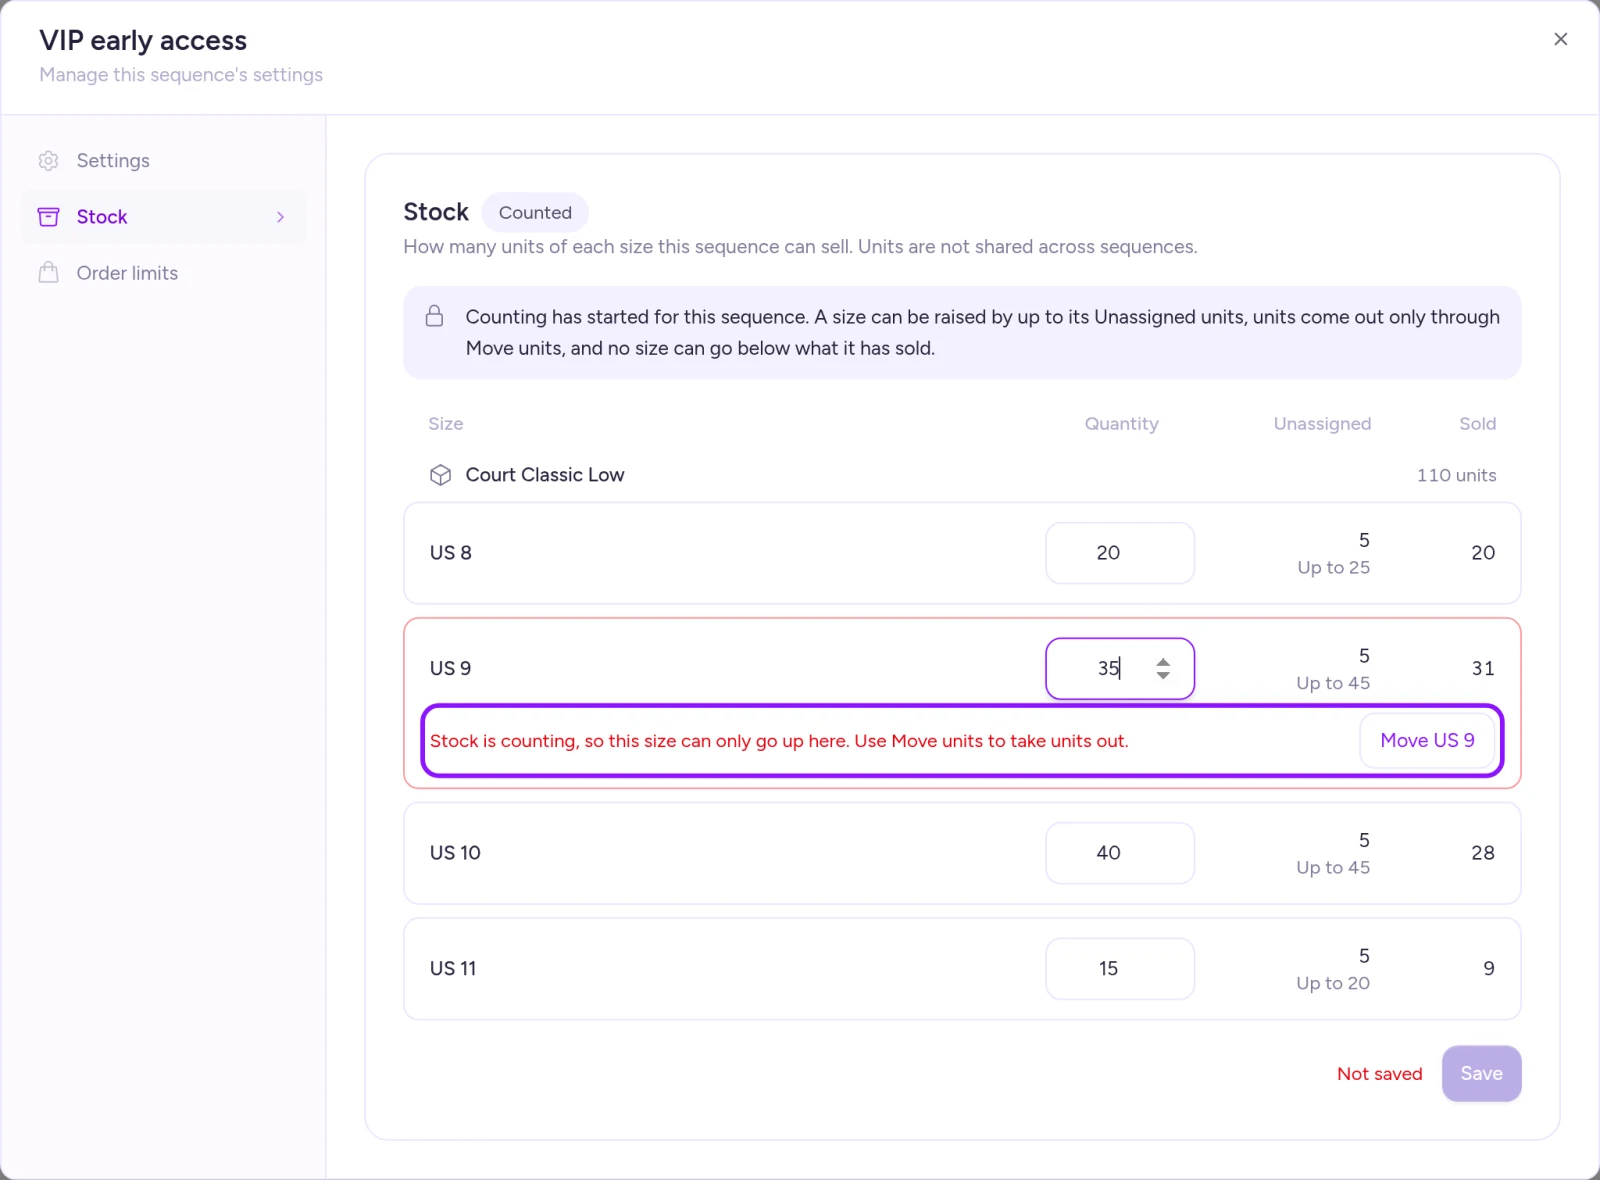 VIP early access
Manage this sequence's settings
Settings
Stock
Order limits
Stock Counted
How many units of each size this sequence can sell. Units are not shared across sequences.
Counting has started for this sequence. A size can be raised by up to its Unassigned units, units come out only through
Move units, and no size can go below what it has sold.
Size Quantity Unassigned Sold
Court Classic Low 110 units
US 8 20 5 20
Up to 25
US 9 35 5 31
Up to 45
Stock is counting, so this size can only go up here. Use Move units to take units out. Move US 9
US 10 40 5 28
Up to 45
US 11 15 5 9
Up to 20
Not saved Save